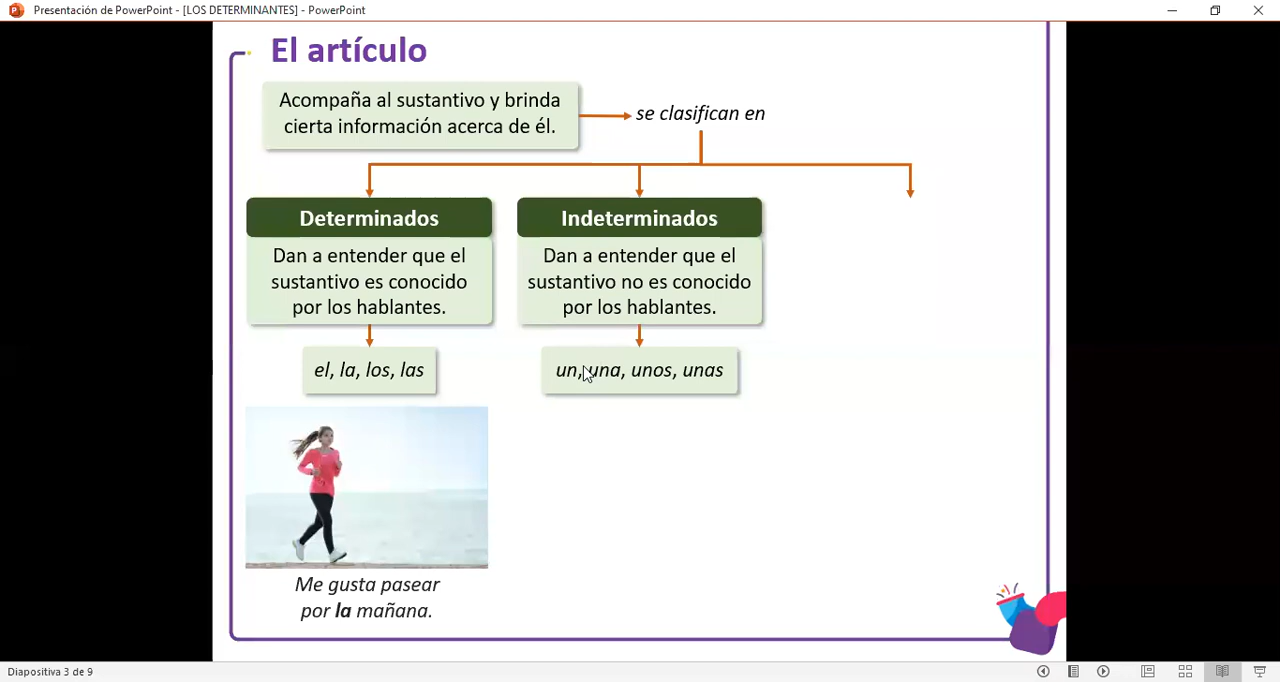 Presentación de PowerPoint - [LOS DETERMINANTES] - PowerPoint
El artículo
Acompaña al sustantivo y brinda
cierta información acerca de él.
se clasifican en
Determinados
Dan a entender que el
sustantivo es conocido
por los hablantes.
el, la, los, las
Me gusta pasear
por la mañana.
Indeterminados
Dan a entender que el
sustantivo no es conocido
por los hablantes.
un, una, unos, unas
Diapositiva 3 de 9